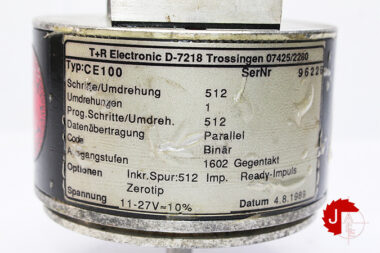 T+R Electronic D-7218 Trossingen 07425/2260
Typ:CE100 SerNr 96226
Schritte/Umdrehung 512
Umdrehungen 1
Prog.Schritte/Umdreh. 512
Datenübertragung Parallel
Code Binär
Ausgangstufen 1602 Gegentakt
Optionen Inkr.Spur:512 Imp. Ready-Impuls
Zerotip
Spannung 11-27V=10% Datum 4.8.1989